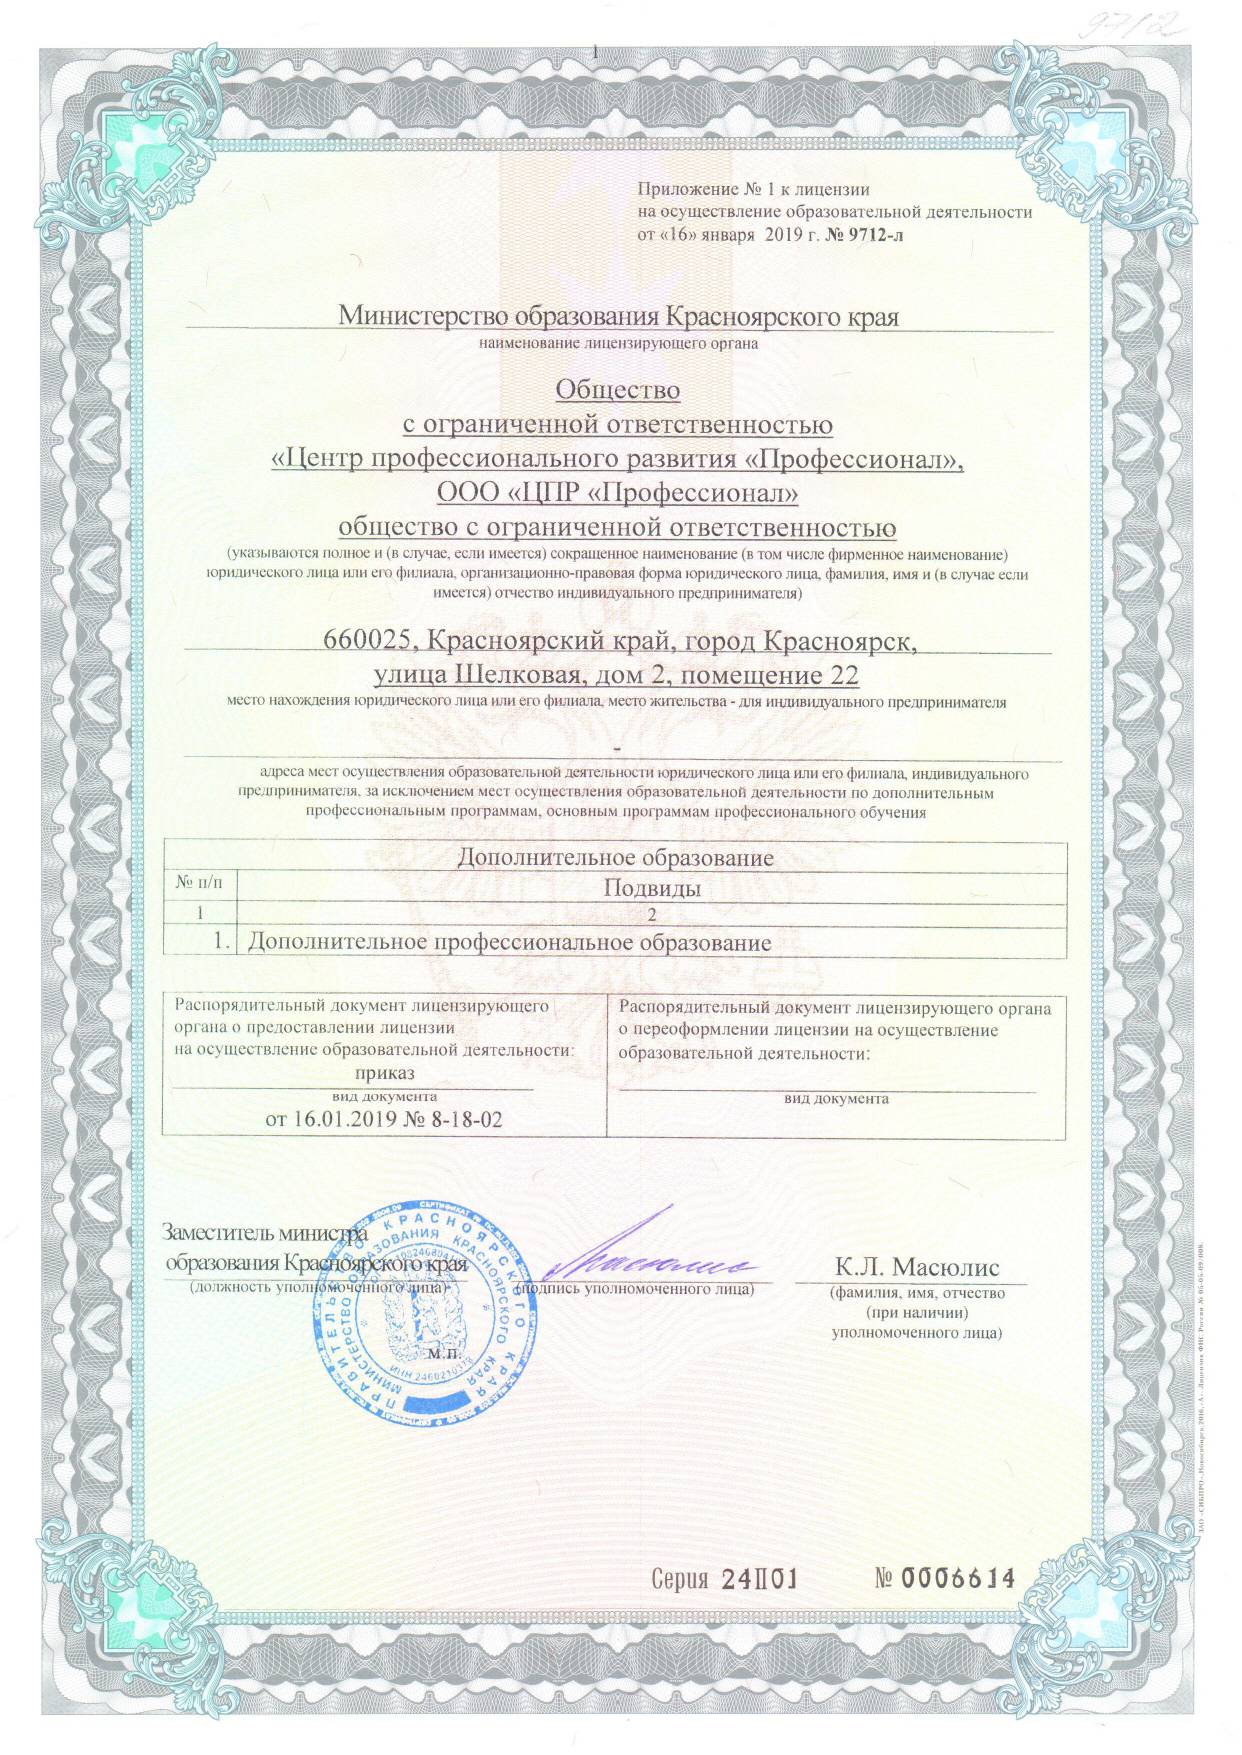 9712
Приложение № 1 к лицензии
на осуществление образовательной деятельности
от «16» января 2019 г. № 9712-л
Министерство образования Красноярского края
наименование лицензирующего органа
Общество
с ограниченной ответственностью
«Центр профессионального развития «Профессионал»,
ООО «ЦПР «Профессионал»
общество с ограниченной ответственностью
(указываются полное и (в случае, если имеется) сокращенное наименование (в том числе фирменное наименование)
юридического лица или его филиала, организационно-правовая форма юридического лица, фамилия, имя и (в случае если
имеется) отчество индивидуального предпринимателя)
660025, Красноярский край, город Красноярск,
улица Шелковая, дом 2, помещение 22
место нахождения юридического лица или его филиала, место жительства - для индивидуального предпринимателя
-
адреса мест осуществления образовательной деятельности юридического лица или его филиала, индивидуального
предпринимателя, за исключением мест осуществления образовательной деятельности по дополнительным
профессиональным программам, основным программам профессионального обучения
Дополнительное образование
№ п/п Подвиды
1 2
1. Дополнительное профессиональное образование
Распорядительный документ лицензирующего
органа о предоставлении лицензии
на осуществление образовательной деятельности:
приказ
вид документа
от 16.01.2019 № 8-18-02
Распорядительный документ лицензирующего органа
о переоформлении лицензии на осуществление
образовательной деятельности:
вид документа
Заместитель министра
образования Красноярского края
(должность уполномоченного лица)
(подпись уполномоченного лица)
К.Л. Масюлис
(фамилия, имя, отчество
(при наличии)
уполномоченного лица)
М.П.
ПРАВИТЕЛЬСТВО КРАСНОЯРСКОГО КРАЯ
МИНИСТЕРСТВО ОБРАЗОВАНИЯ КРАСНОЯРСКОГО КРАЯ
Серия 24П01 № 0006614